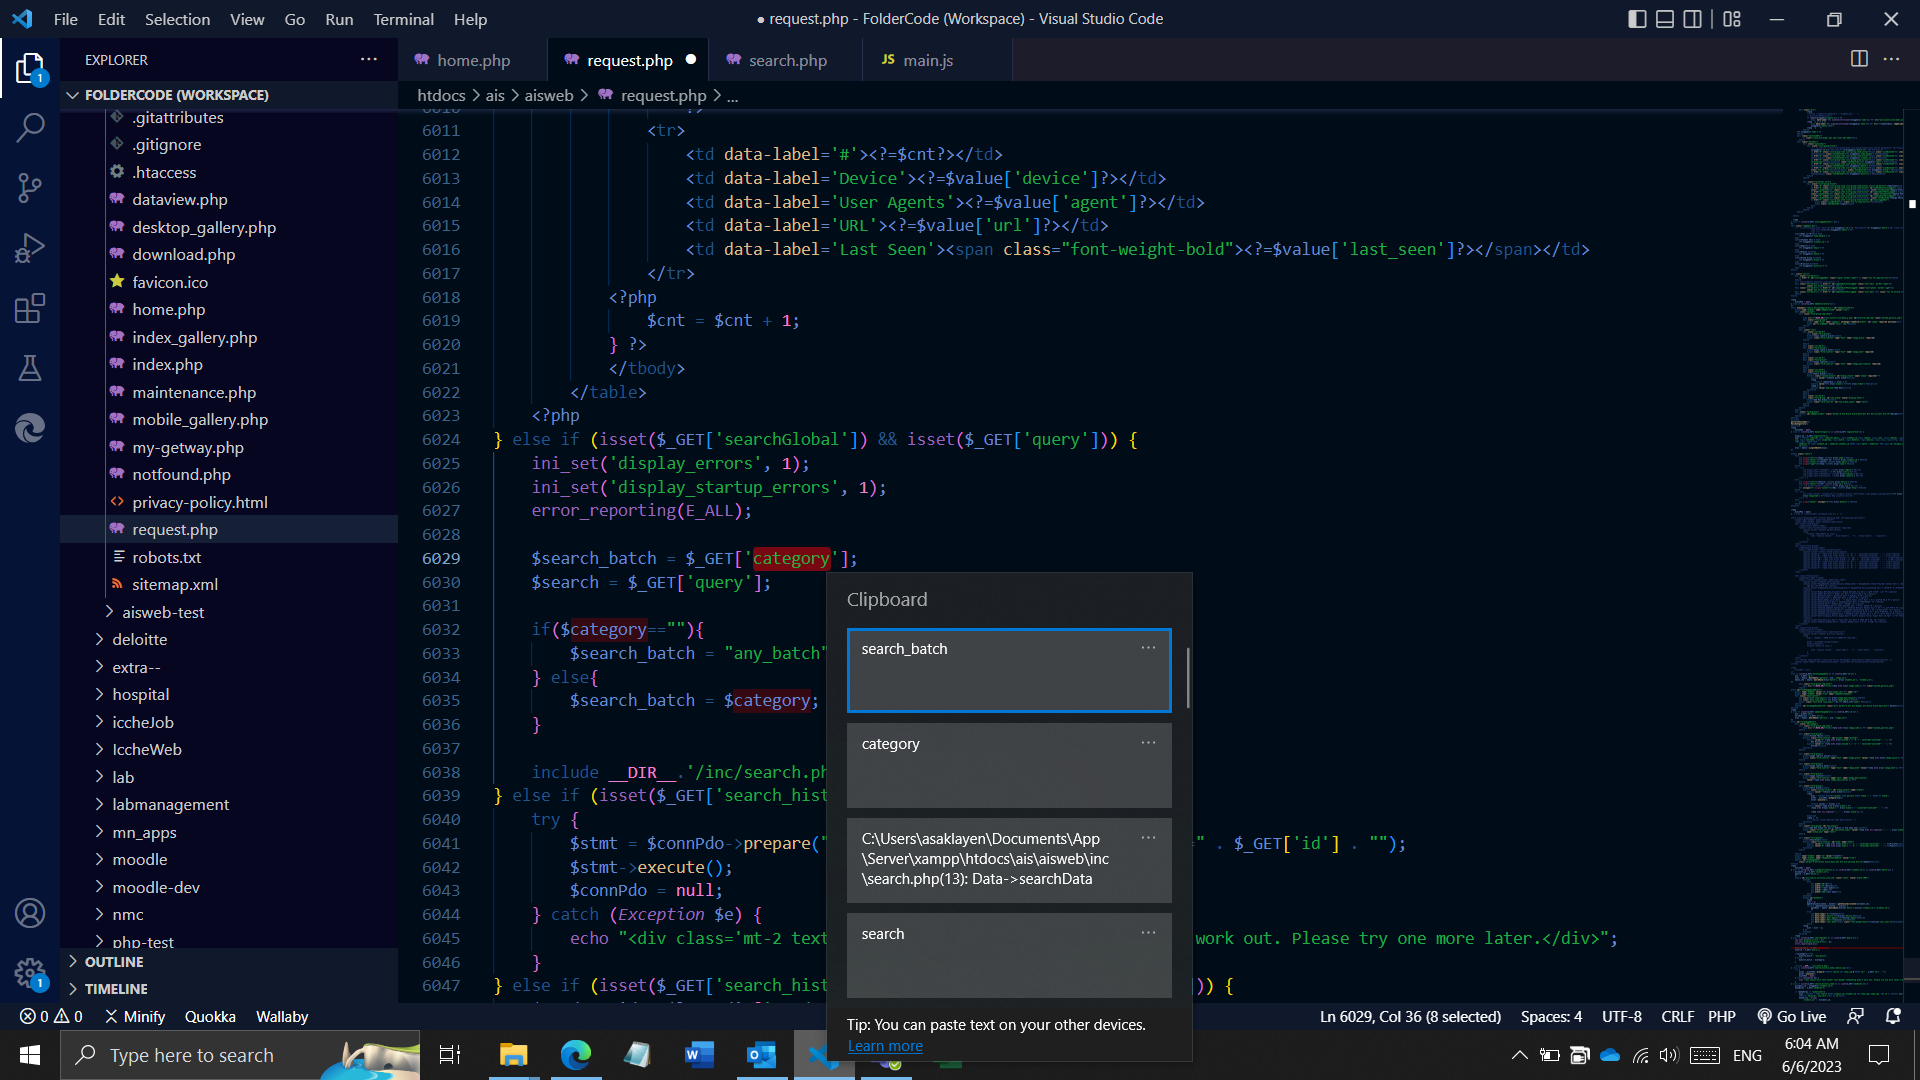 File Edit Selection View Go Run Terminal Help
● request.php - FolderCode (Workspace) - Visual Studio Code
1
EXPLORER ···
home.php
request.php
search.php
JS main.js
FOLDERCODE (WORKSPACE)
htdocs > ais > aisweb > request.php > ...
.gitattributes
.gitignore
.htaccess
dataview.php
desktop_gallery.php
download.php
favicon.ico
home.php
index_gallery.php
index.php
maintenance.php
mobile_gallery.php
my-getway.php
notfound.php
privacy-policy.html
request.php
robots.txt
sitemap.xml
aisweb-test
deloitte
extra--
hospital
iccheJob
IccheWeb
lab
labmanagement
mn_apps
moodle
moodle-dev
nmc
php-test
OUTLINE
TIMELINE
1
6011 <tr>
6012 <td data-label='#'><?=$cnt?></td>
6013 <td data-label='Device'><?=$value['device']?></td>
6014 <td data-label='User Agents'><?=$value['agent']?></td>
6015 <td data-label='URL'><?=$value['url']?></td>
6016 <td data-label='Last Seen'><span class="font-weight-bold"><?=$value['last_seen']?></span></td>
6017 </tr>
6018 <?php
6019 $cnt = $cnt + 1;
6020 } ?>
6021 </tbody>
6022 </table>
6023 <?php
6024 } else if (isset($_GET['searchGlobal']) && isset($_GET['query'])) {
6025 ini_set('display_errors', 1);
6026 ini_set('display_startup_errors', 1);
6027 error_reporting(E_ALL);
6028
6029 $search_batch = $_GET['category'];
6030 $search = $_GET['query'];
6031
6032 if($category==""){
6033 $search_batch = "any_batch"
6034 } else{
6035 $search_batch = $category;
6036 }
6037
6038 include __DIR__.'/inc/search.ph
6039 } else if (isset($_GET['search_hist
6040 try {
6041 $stmt = $connPdo->prepare(" =" . $_GET['id'] . "");
6042 $stmt->execute();
6043 $connPdo = null;
6044 } catch (Exception $e) {
6045 echo "<div class='mt-2 text work out. Please try one more later.</div>";
6046 }
6047 } else if (isset($_GET['search_hist ])) {
Clipboard
search_batch ···
category ···
C:\Users\asaklayen\Documents\App
\Server\xampp\htdocs\ais\aisweb\inc
\search.php(13): Data->searchData
···
search ···
Tip: You can paste text on your other devices.
Learn more
0 0 Minify Quokka Wallaby
Ln 6029, Col 36 (8 selected) Spaces: 4 UTF-8 CRLF PHP Go Live
Type here to search
ENG
6:04 AM
6/6/2023